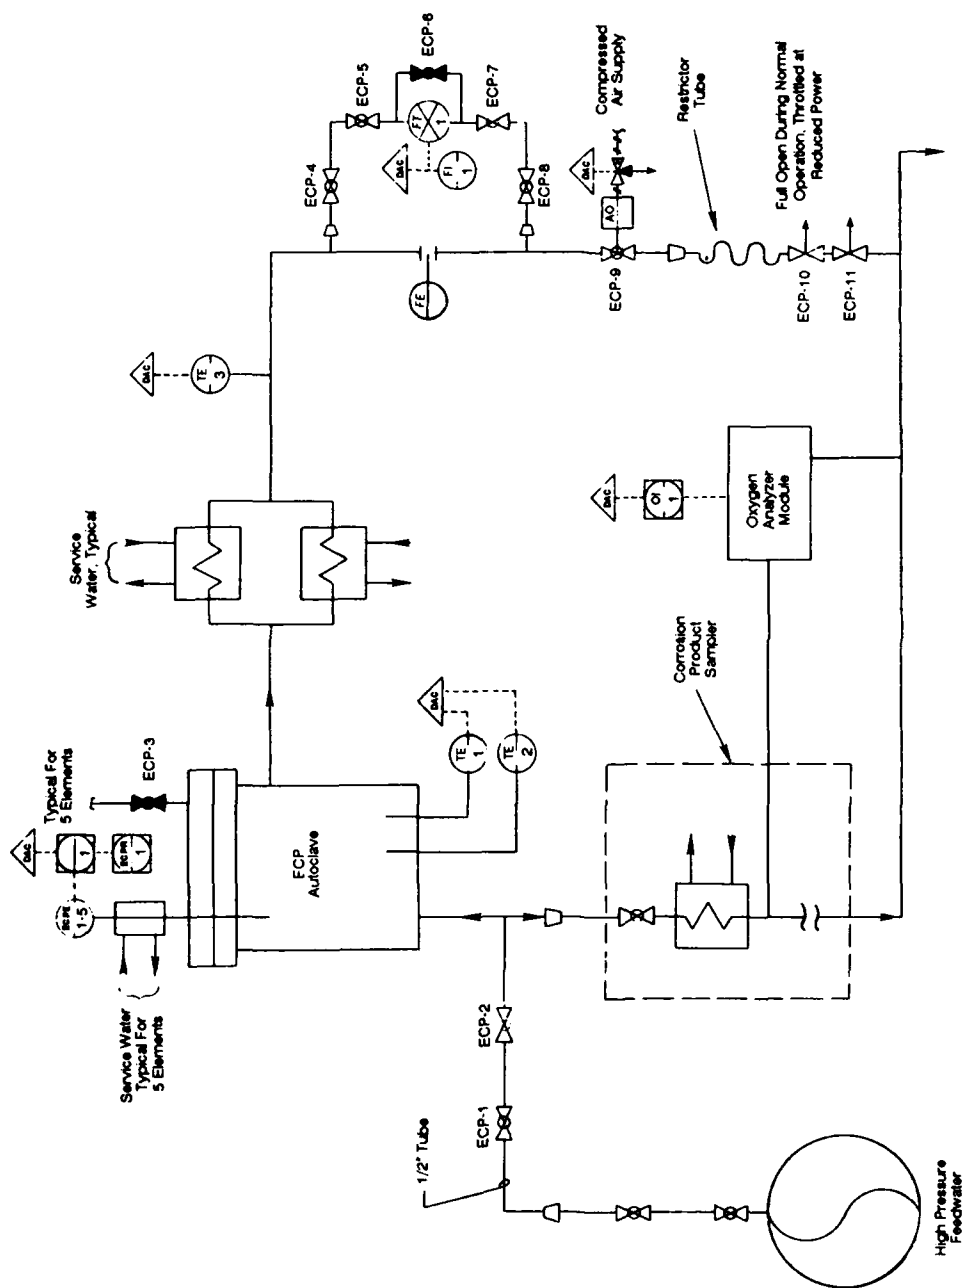 ECP-6
ECP-5
ECP-7
FT
1
DAC
FI
1
ECP-4
ECP-8
Compressed
Air Supply
DAC
AO
ECP-9
Restrictor
Tube
Full Open During Normal
Operation, Throttled at
Reduced Power
ECP-10
ECP-11
FE
DAC
TE
3
Service
Water, Typical
DAC
OI
1
Oxygen
Analyzer
Module
Corrosion
Product
Sampler
Typical For
5 Elements
ECP-3
DAC
1
ECPR
1
ECPE
1-5
Service Water
Typical For
5 Elements
ECP
Autoclave
DAC
TE
1
TE
2
ECP-2
ECP-1
1/2" Tube
High Pressure
Feedwater